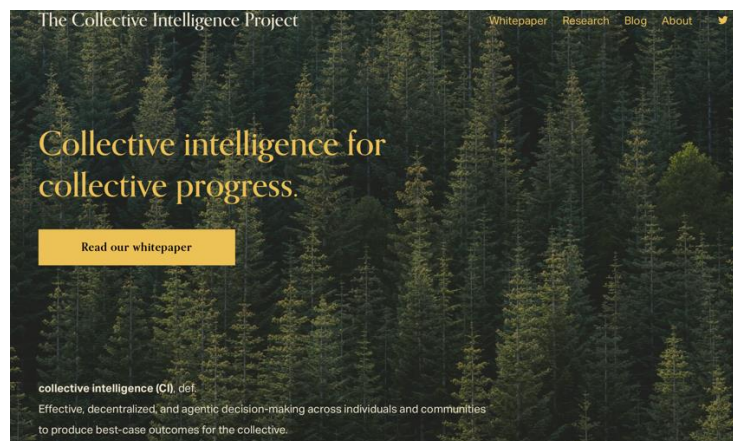 The Collective Intelligence Project
Whitepaper Research Blog About
Collective intelligence for
collective progress.
Read our whitepaper
collective intelligence (CI), def.
Effective, decentralized, and agentic decision-making across individuals and communities
to produce best-case outcomes for the collective.